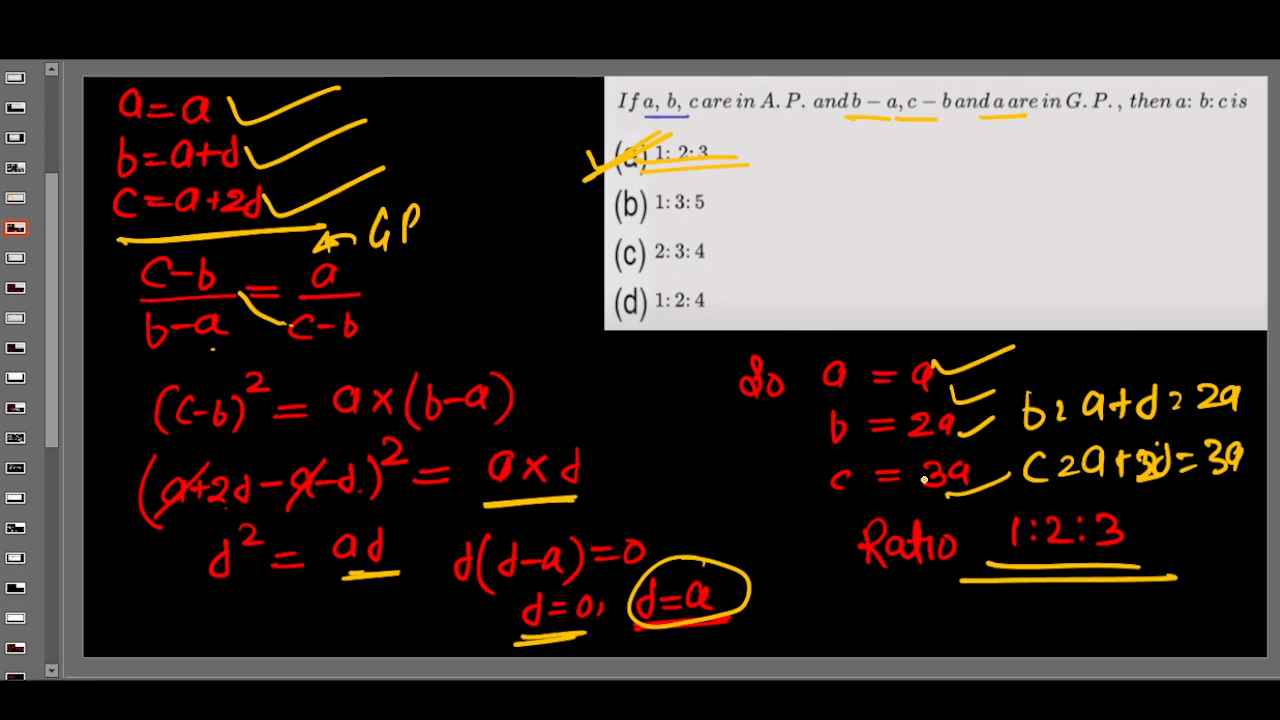 a = a
b = a+d
c = a+2d
GP
c-b / b-a = a / c-b
(c-b)² = a × (b-a)
(a+2d-a-d)² = a × d
d² = ad
d(d-a)=0
d=0, d=a
If a, b, c are in A. P. and b − a, c − b and a are in G. P. , then a: b: c is
(a) 1: 2: 3
(b) 1: 3: 5
(c) 2: 3: 4
(d) 1: 2: 4
So a = a
b = 2a
b = a+d = 2a
c = 3a
c = a+2d = 3a
Ratio 1:2:3